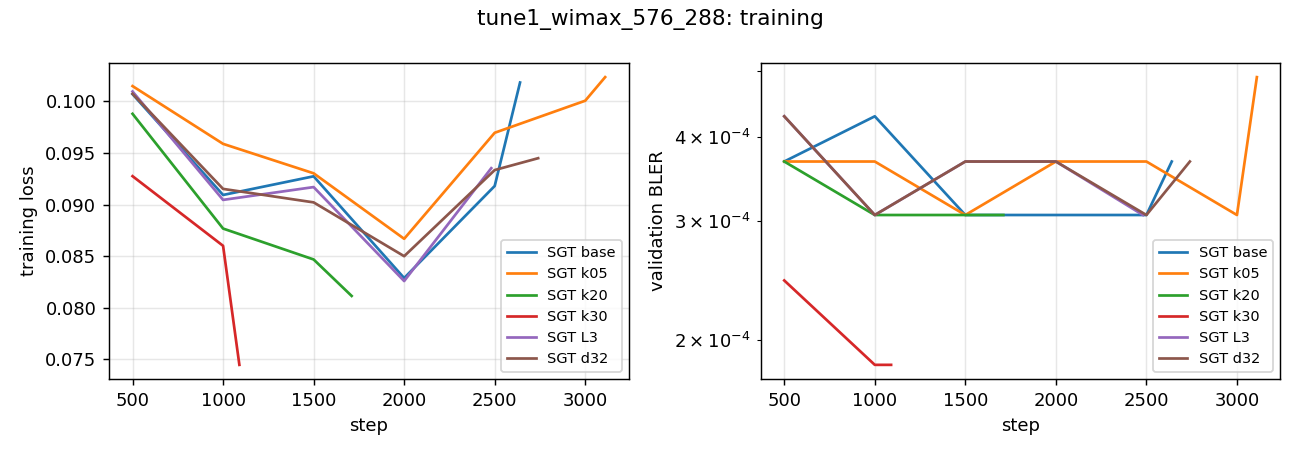 tune1_wimax_576_288: training
training loss
0.100
0.095
0.090
0.085
0.080
0.075
500 1000 1500 2000 2500 3000
step
SGT base
SGT k05
SGT k20
SGT k30
SGT L3
SGT d32
validation BLER
4 × 10⁻⁴
3 × 10⁻⁴
2 × 10⁻⁴
500 1000 1500 2000 2500 3000
step
SGT base
SGT k05
SGT k20
SGT k30
SGT L3
SGT d32